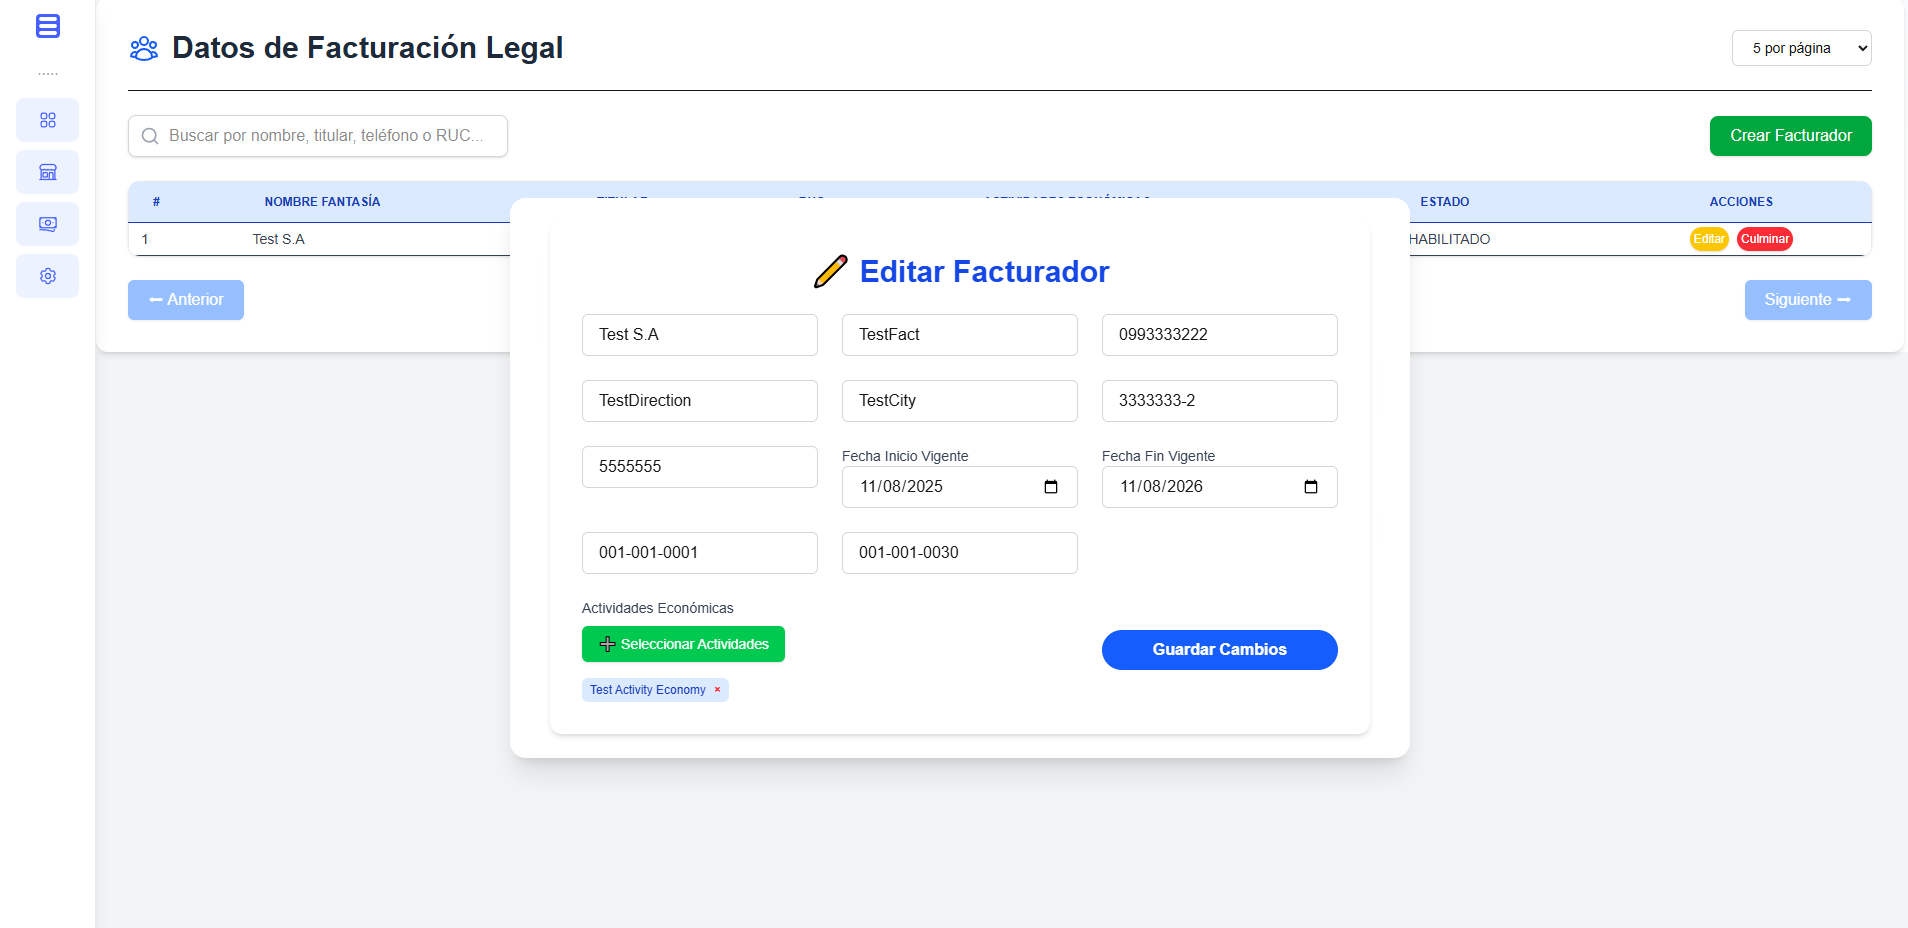 .....
Datos de Facturación Legal
5 por página
Buscar por nombre, titular, teléfono o RUC...
Crear Facturador
# NOMBRE FANTASÍA ESTADO ACCIONES
1 Test S.A HABILITADO Editar Culminar
Anterior
Siguiente
Editar Facturador
Test S.A TestFact 0993333222
TestDirection TestCity 3333333-2
5555555
Fecha Inicio Vigente
11/08/2025
Fecha Fin Vigente
11/08/2026
001-001-0001 001-001-0030
Actividades Económicas
Seleccionar Actividades
Guardar Cambios
Test Activity Economy ×